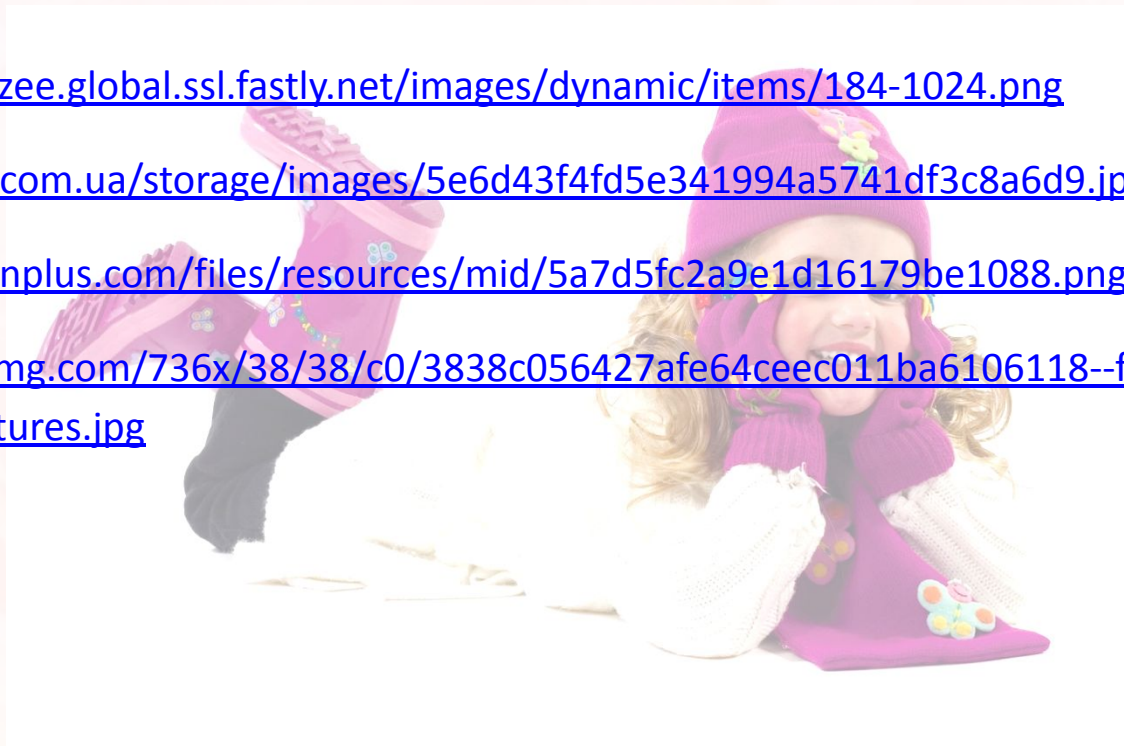 zee.global.ssl.fastly.net/images/dynamic/items/184-1024.png
com.ua/storage/images/5e6d43f4fd5e341994a5741df3c8a6d9.jp
nplus.com/files/resources/mid/5a7d5fc2a9e1d16179be1088.png
mg.com/736x/38/38/c0/3838c056427afe64ceec011ba6106118--f
tures.jpg